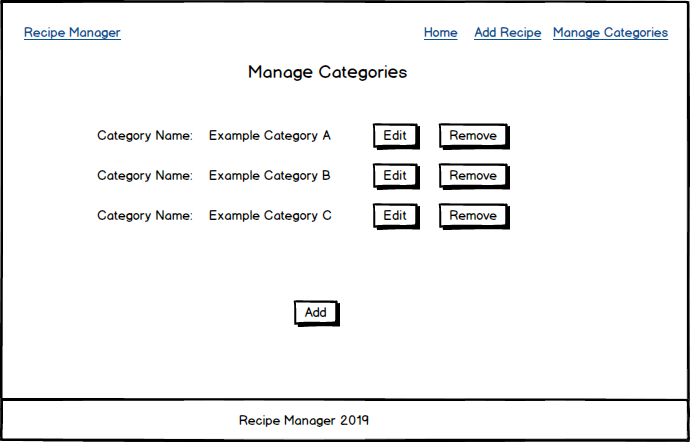 Recipe Manager Home Add Recipe Manage Categories
Manage Categories
Category Name: Example Category A Edit Remove
Category Name: Example Category B Edit Remove
Category Name: Example Category C Edit Remove
Add
Recipe Manager 2019